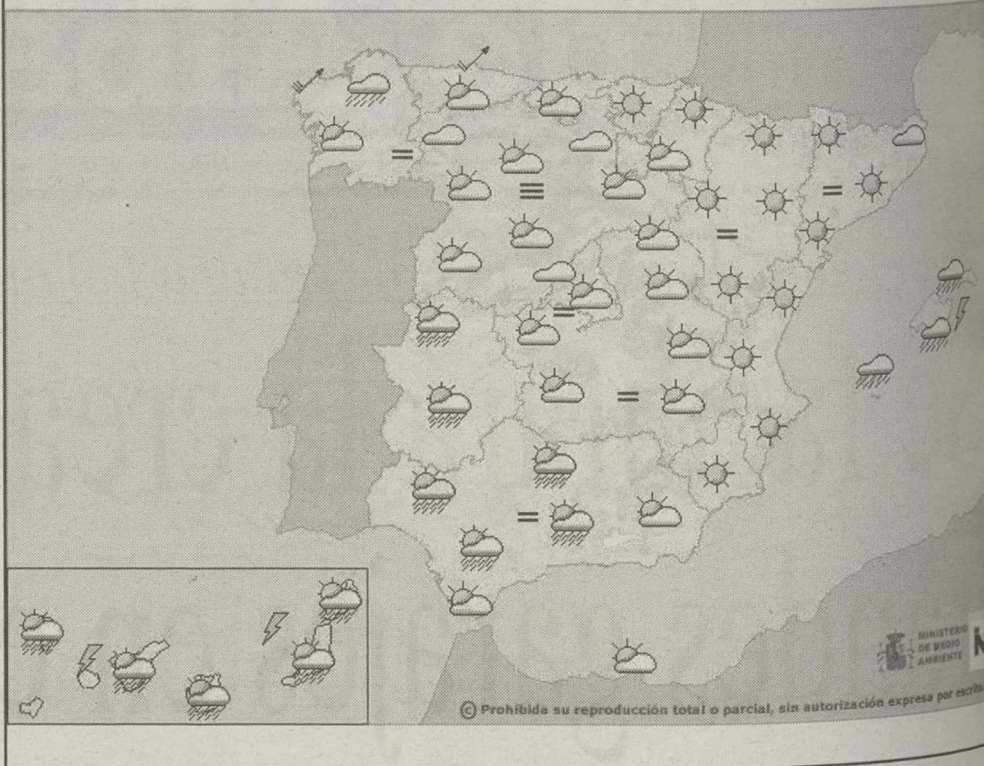 MINISTERIO
DE MEDIO
AMBIENTE
© Prohibida su reproducción total o parcial, sin autorización expresa por escrito